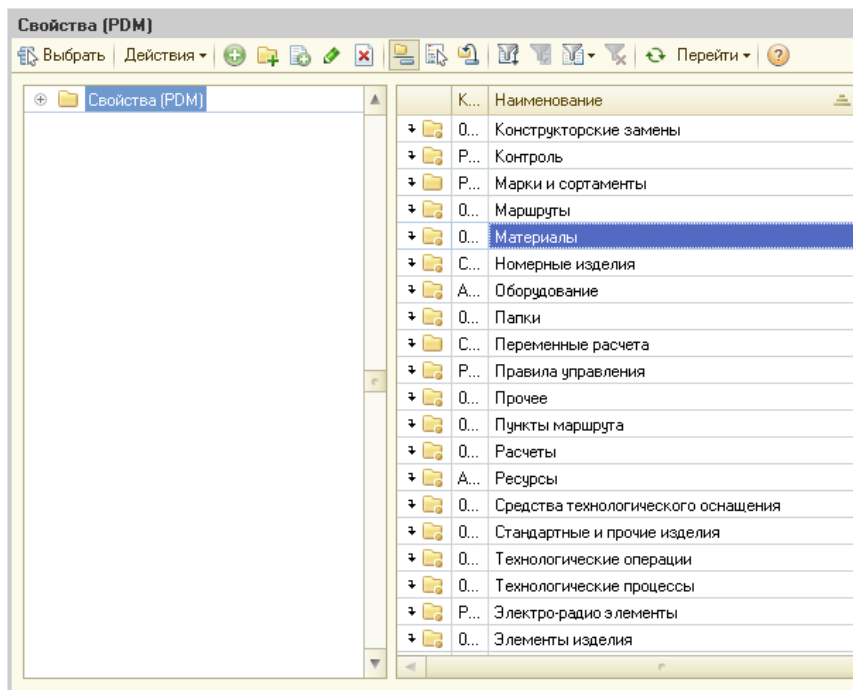 Свойства (PDM)
Выбрать Действия Перейти
Свойства (PDM)
К... Наименование
0... Конструкторские замены
Р... Контроль
Р... Марки и сортаменты
0... Маршруты
0... Материалы
С... Номерные изделия
А... Оборудование
0... Папки
С... Переменные расчета
Р... Правила управления
0... Прочее
0... Пункты маршрута
0... Расчеты
А... Ресурсы
0... Средства технологического оснащения
0... Стандартные и прочие изделия
0... Технологические операции
0... Технологические процессы
Р... Электро-радио элементы
0... Элементы изделия